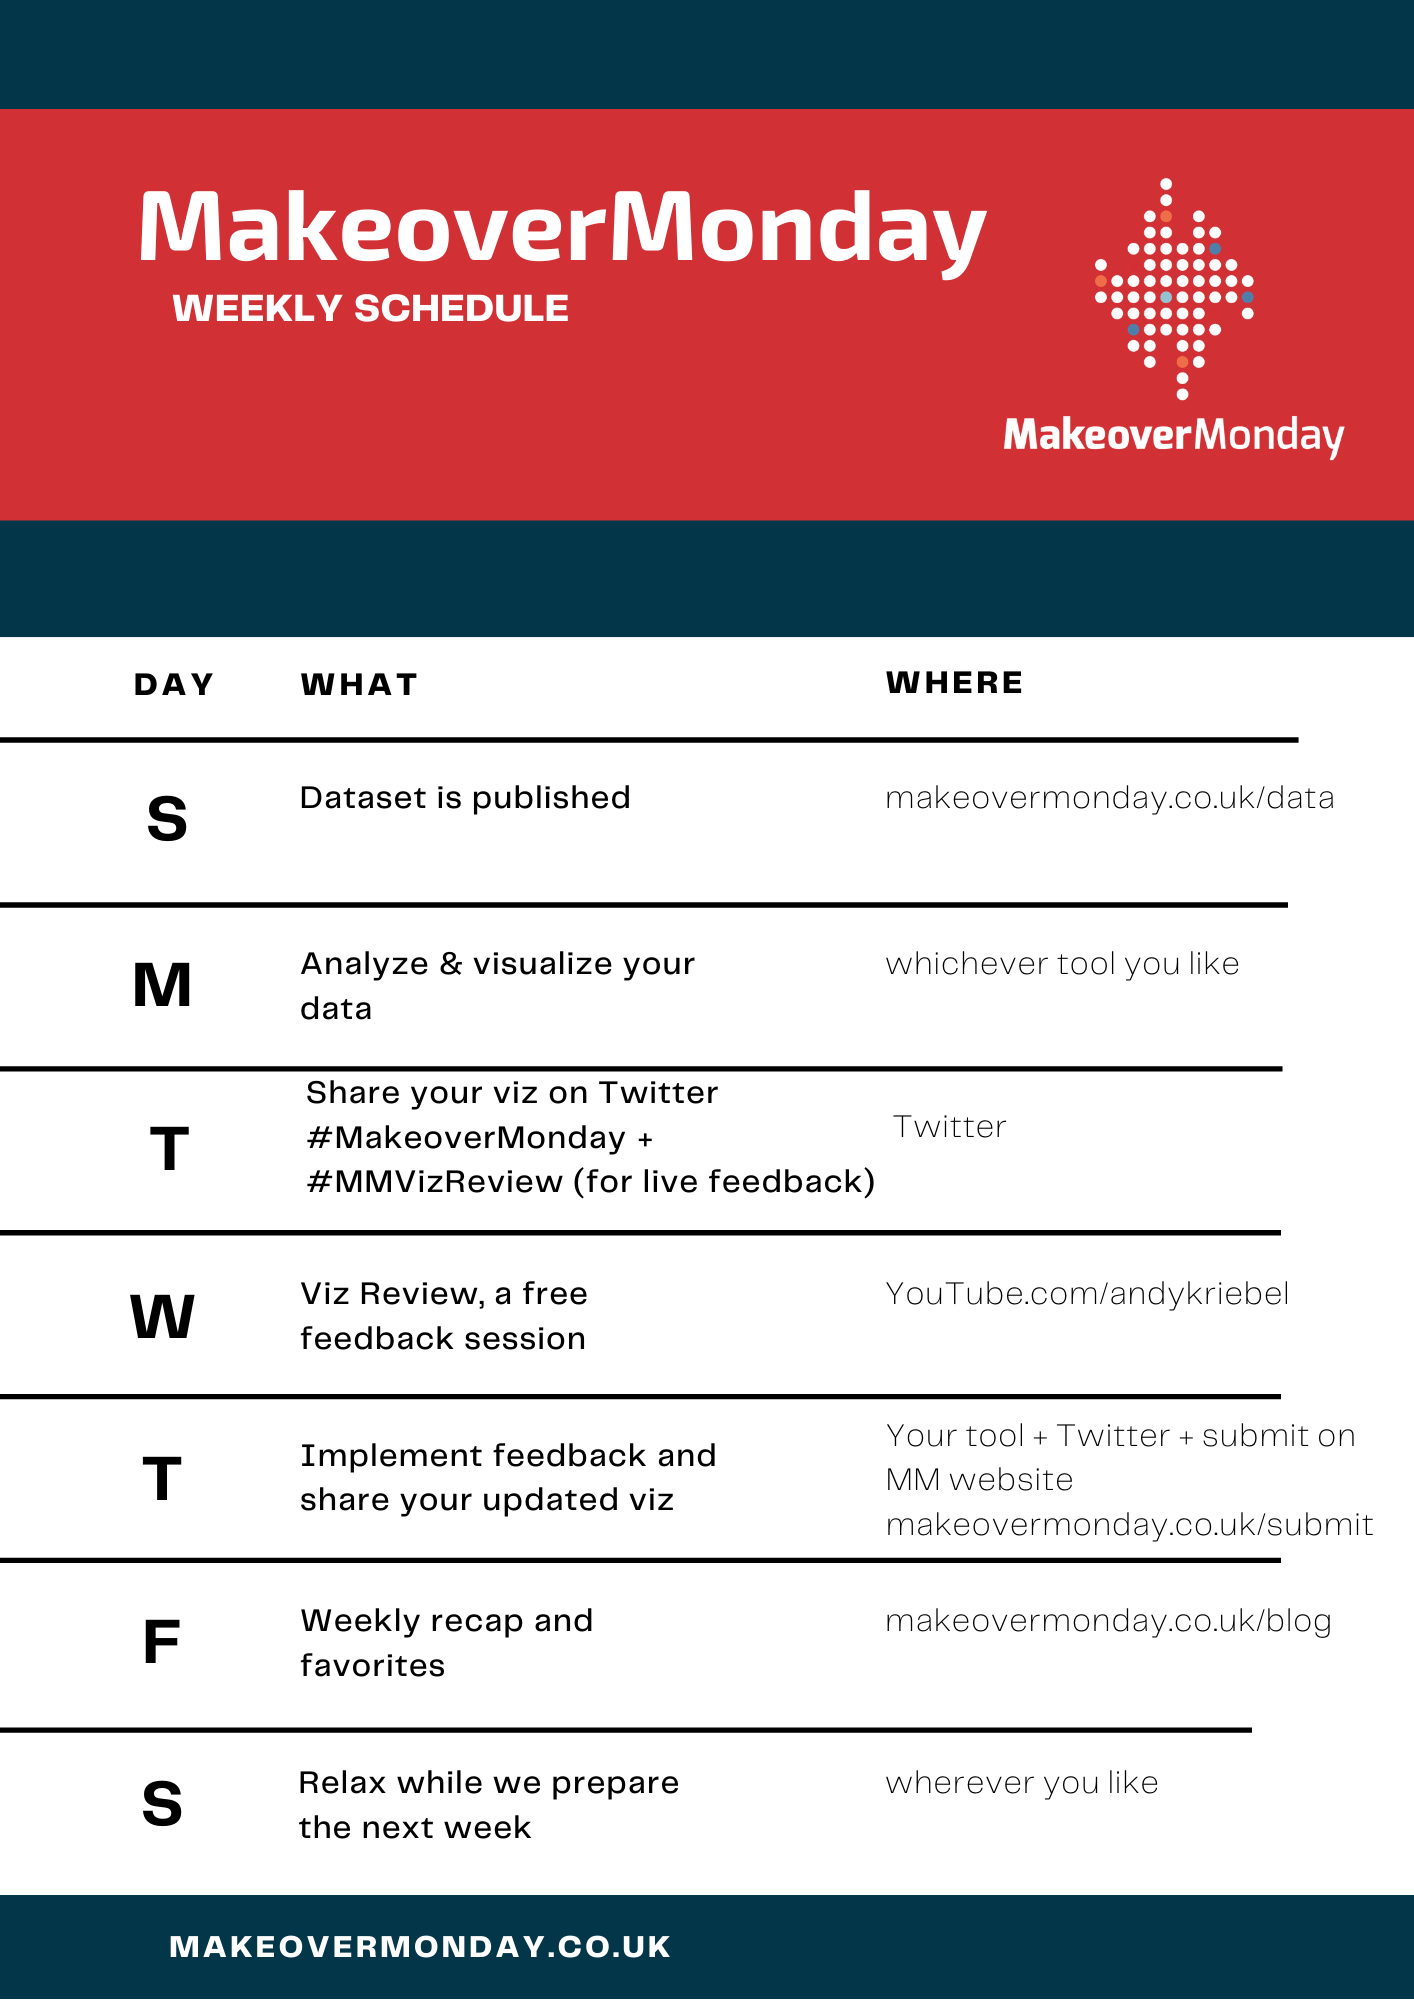 MakeoverMonday
WEEKLY SCHEDULE
MakeoverMonday
DAY WHAT WHERE
S Dataset is published makeovermonday.co.uk/data
M Analyze & visualize your whichever tool you like
data
T Share your viz on Twitter
#MakeoverMonday + Twitter
#MMVizReview (for live feedback)
W Viz Review, a free YouTube.com/andykriebel
feedback session
T Implement feedback and Your tool + Twitter + submit on
share your updated viz MM website
makeovermonday.co.uk/submit
F Weekly recap and makeovermonday.co.uk/blog
favorites
S Relax while we prepare wherever you like
the next week
MAKEOVERMONDAY.CO.UK